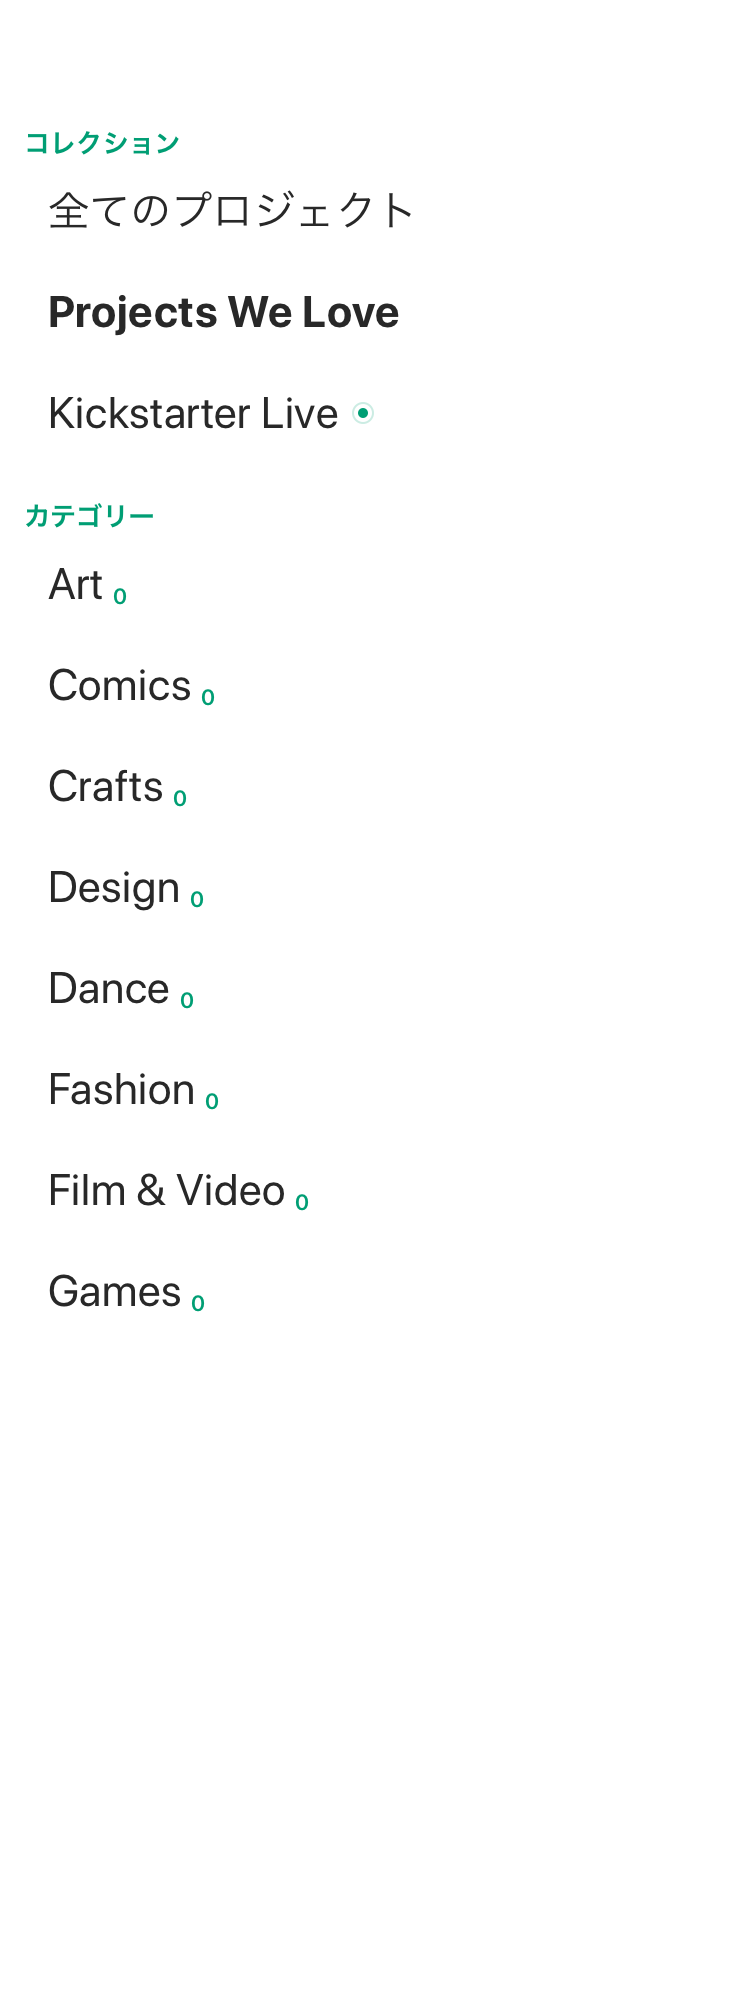 コレクション
全てのプロジェクト
Projects We Love
Kickstarter Live
カテゴリー
Art 0
Comics 0
Crafts 0
Design 0
Dance 0
Fashion 0
Film & Video 0
Games 0